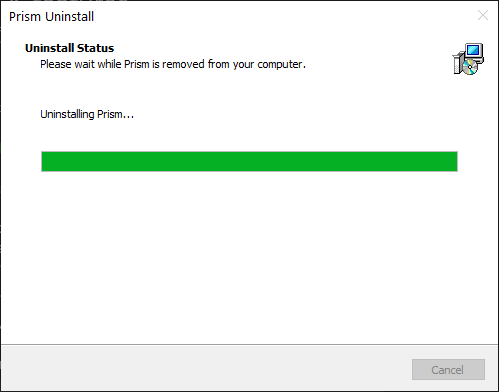 Prism Uninstall
Uninstall Status
Please wait while Prism is removed from your computer.
Uninstalling Prism...
Cancel